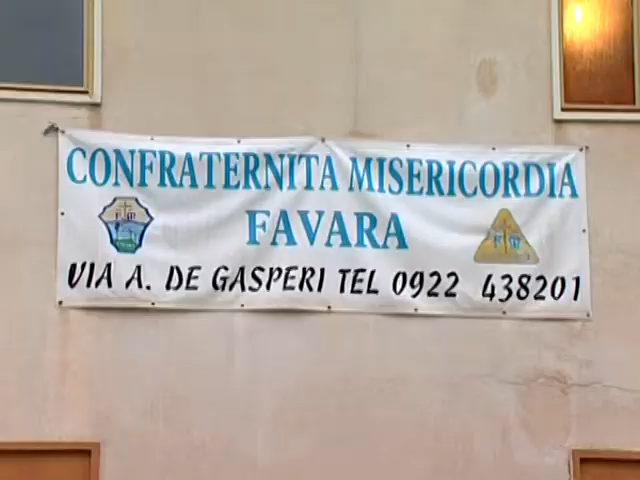 CONFRATERNITA MISERICORDIA
FAVARA
VIA A. DE GASPERI TEL 0922 438201